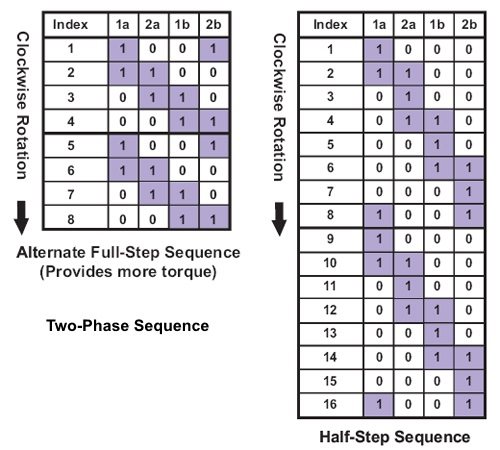 Clockwise Rotation
Index 1a 2a 1b 2b
1 1 0 0 1
2 1 1 0 0
3 0 1 1 0
4 0 0 1 1
5 1 0 0 1
6 1 1 0 0
7 0 1 1 0
8 0 0 1 1
Alternate Full-Step Sequence
(Provides more torque)
Two-Phase Sequence
Clockwise Rotation
Index 1a 2a 1b 2b
1 1 0 0 0
2 1 1 0 0
3 0 1 0 0
4 0 1 1 0
5 0 0 1 0
6 0 0 1 1
7 0 0 0 1
8 1 0 0 1
9 1 0 0 0
10 1 1 0 0
11 0 1 0 0
12 0 1 1 0
13 0 0 1 0
14 0 0 1 1
15 0 0 0 1
16 1 0 0 1
Half-Step Sequence